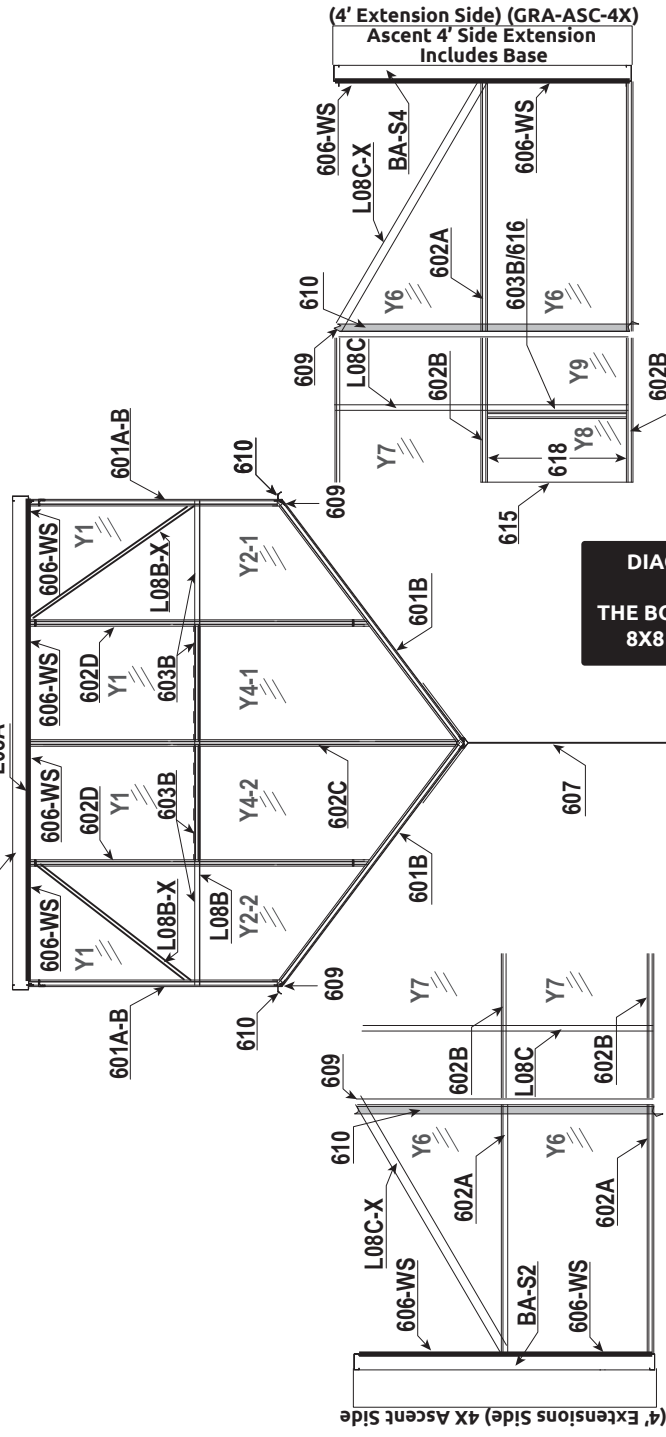 (4' Extension Side) (GRA-ASC-4X)
Ascent 4' Side Extension
Includes Base
606-WS
BA-S4
L08C-X
606-WS
602A
603B/616
610
609
Y6
Y6
L08C
602B
Y7
Y9
Y8
618
602B
615
601A-B
610
609
606-WS
Y1
L08B-X
Y2-1
606-WS
602D
Y1
603B
Y4-1
601B
606-WS
602D
Y1
603B
Y4-2
602C
606-WS
Y1
L08B-X
L08B
Y2-2
601B
601A-B
610
609
607
THE
8X8
Y7
Y7
602B
L08C
602B
609
610
Y6
Y6
L08C-X
602A
602A
606-WS
BA-S2
606-WS
(4' Extensions Side) 4X Ascent Side